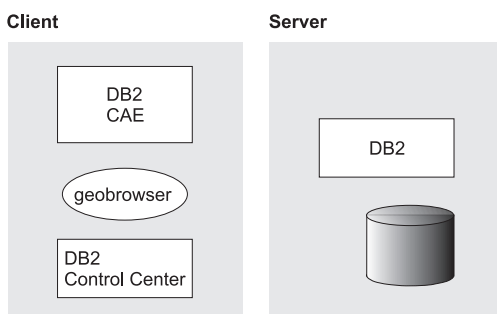 Client
Server
DB2
CAE
geobrowser
DB2
Control Center
DB2